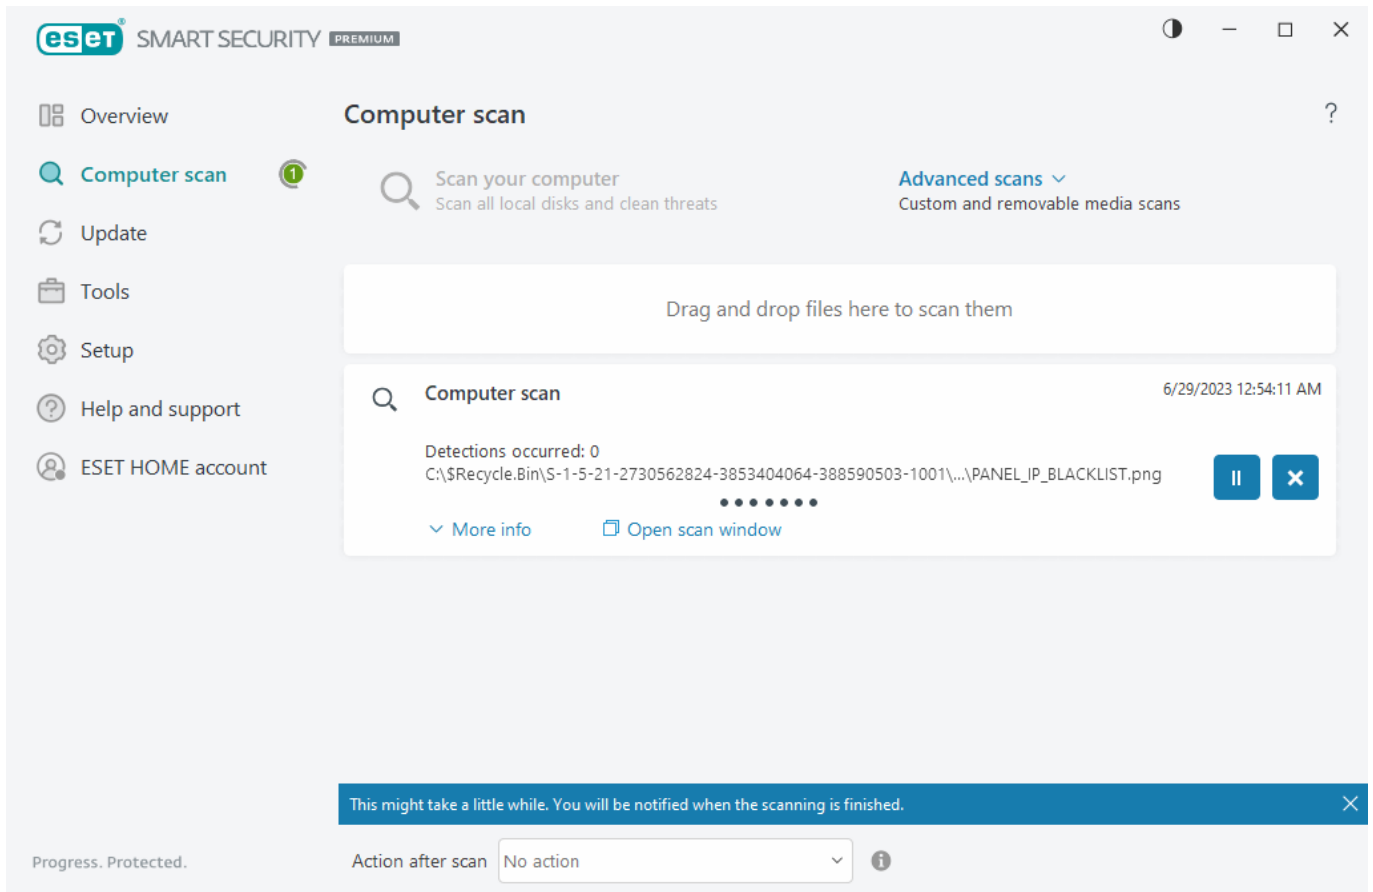 eset® SMART SECURITY PREMIUM
Overview
Computer scan
1
Update
Tools
Setup
Help and support
ESET HOME account
Progress. Protected.
Computer scan
?
Scan your computer
Scan all local disks and clean threats
Advanced scans
Custom and removable media scans
Drag and drop files here to scan them
Computer scan
6/29/2023 12:54:11 AM
Detections occurred: 0
C:\$Recycle.Bin\S-1-5-21-2730562824-3853404064-388590503-1001\...\PANEL_IP_BLACKLIST.png
More info
Open scan window
This might take a little while. You will be notified when the scanning is finished.
Action after scan No action